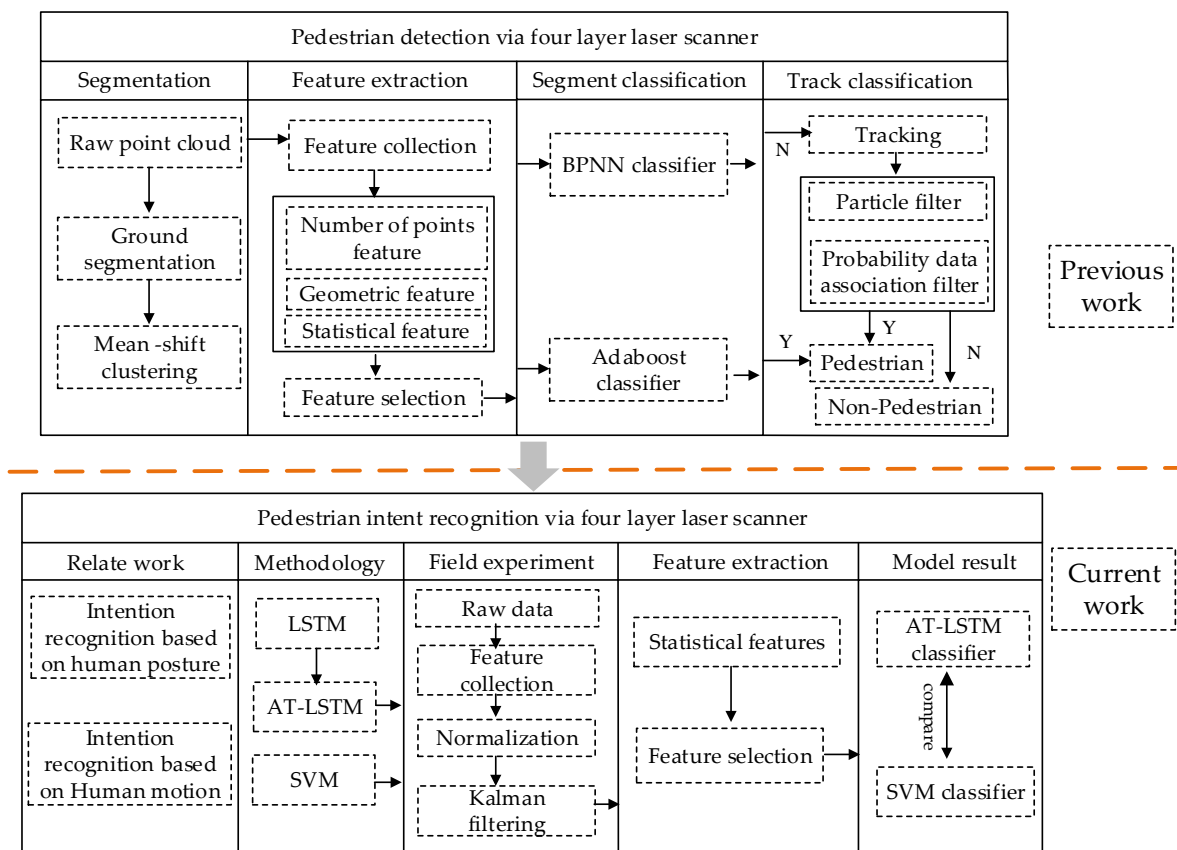 Pedestrian detection via four layer laser scanner
Segmentation
Feature extraction
Segment classification
Track classification
Raw point cloud
Ground
segmentation
Mean -shift
clustering
Feature collection
Number of points
feature
Geometric feature
Statistical feature
Feature selection
BPNN classifier
Adaboost
classifier
N
Tracking
Particle filter
Probability data
association filter
Y
Y
N
Pedestrian
Non-Pedestrian
Previous
work
Pedestrian intent recognition via four layer laser scanner
Relate work
Methodology
Field experiment
Feature extraction
Model result
Intention
recognition based
on human posture
Intention
recognition based
on Human motion
LSTM
AT-LSTM
SVM
Raw data
Feature
collection
Normalization
Kalman
filtering
Statistical features
Feature selection
AT-LSTM
classifier
compare
SVM classifier
Current
work